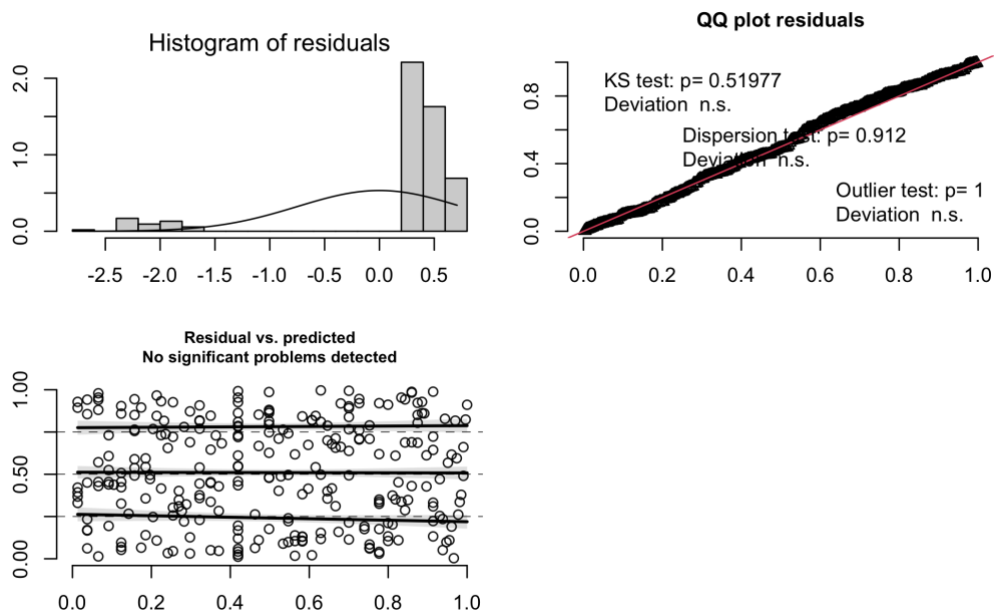 Histogram of residuals
2.0
1.0
0.0
-2.5 -2.0 -1.5 -1.0 -0.5 0.0 0.5
QQ plot residuals
KS test: p= 0.51977
Deviation n.s.
Dispersion test: p= 0.912
Deviation n.s.
Outlier test: p= 1
Deviation n.s.
0.8
0.4
0.0
0.0 0.2 0.4 0.6 0.8 1.0
Residual vs. predicted
No significant problems detected
1.00
0.50
0.00
0.0 0.2 0.4 0.6 0.8 1.0